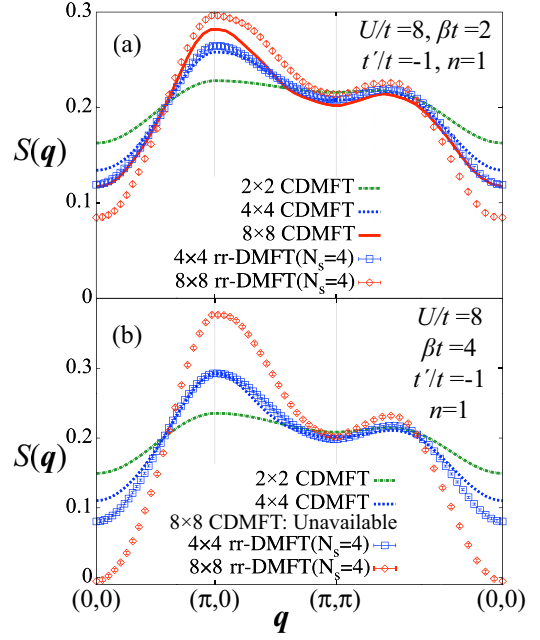 0.3
(a)
U/t =8, βt =2
t´/t =-1, n=1
0.2
S(q)
0.1
2×2 CDMFT
4×4 CDMFT
8×8 CDMFT
4×4 rr-DMFT(N_s=4)
8×8 rr-DMFT(N_s=4)
0
(b)
U/t =8
βt =4
t´/t =-1
n=1
0.3
0.2
S(q)
0.1
2×2 CDMFT
4×4 CDMFT
8×8 CDMFT: Unavailable
4×4 rr-DMFT(N_s=4)
8×8 rr-DMFT(N_s=4)
0
(0,0) (π,0) (π,π) (0,0)
q